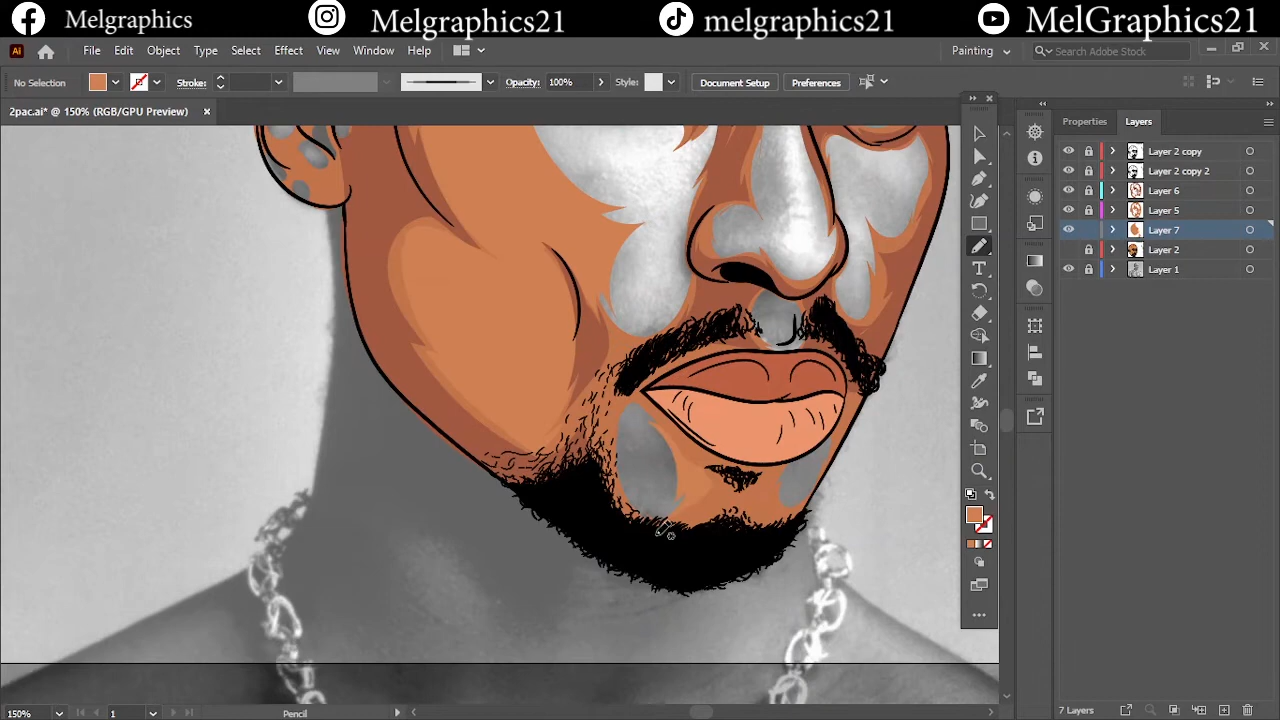 Melgraphics Melgraphics21 melgraphics21 MelGraphics21
Ai File Edit Object Type Select Effect View Window Help Painting Search Adobe Stock
No Selection Stroke: Opacity: 100% Style: Document Setup Preferences
2pac.ai* @ 150% (RGB/GPU Preview)
Properties Layers
Layer 2 copy
Layer 2 copy 2
Layer 6
Layer 5
Layer 7
Layer 2
Layer 1
150% 1 Pencil 7 Layers